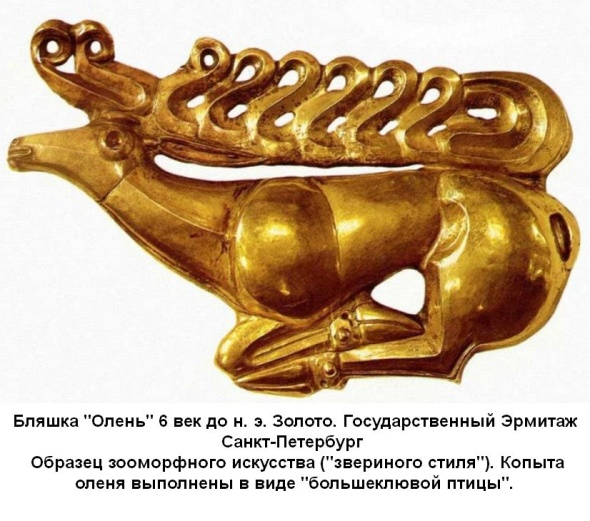 Бляшка "Олень" 6 век до н. э. Золото. Государственный Эрмитаж
Санкт-Петербург
Образец зооморфного искусства ("звериного стиля"). Копыта
оленя выполнены в виде "большеклювой птицы".